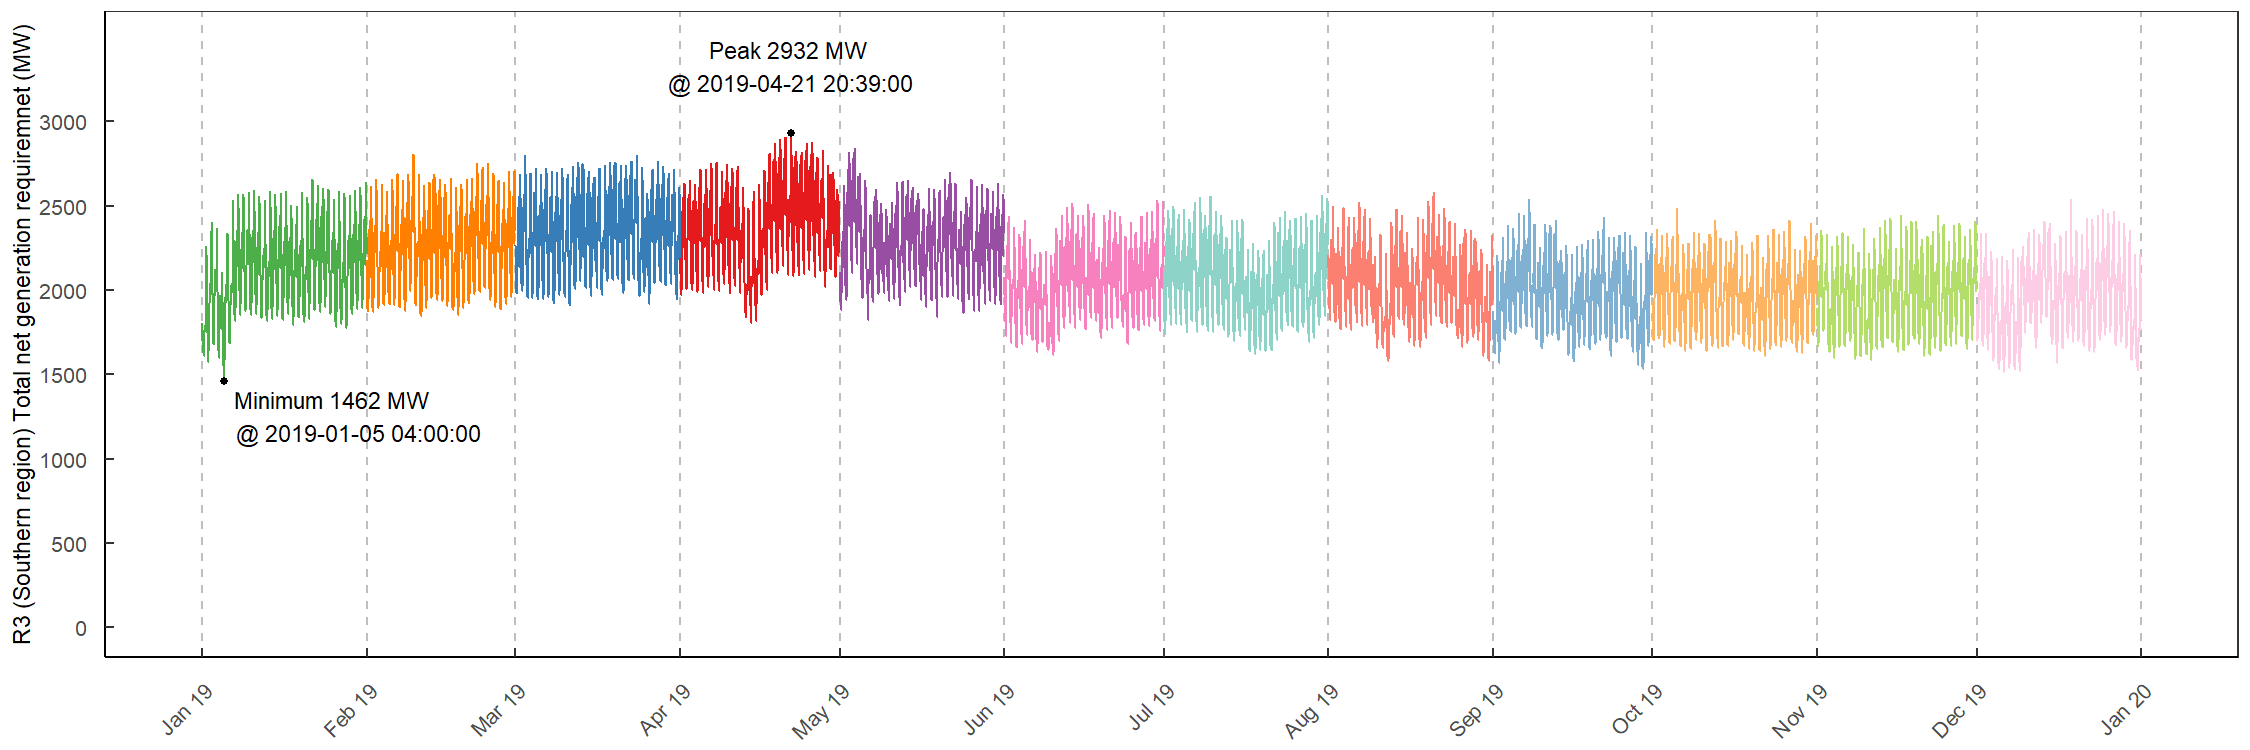 R3 (Southern region) Total net generation requiremnet (MW)
Peak 2932 MW
@ 2019-04-21 20:39:00
3000
2500
2000
1500
Minimum 1462 MW
@ 2019-01-05 04:00:00
1000
500
0
Jan 19
Feb 19
Mar 19
Apr 19
May 19
Jun 19
Jul 19
Aug 19
Sep 19
Oct 19
Nov 19
Dec 19
Jan 20